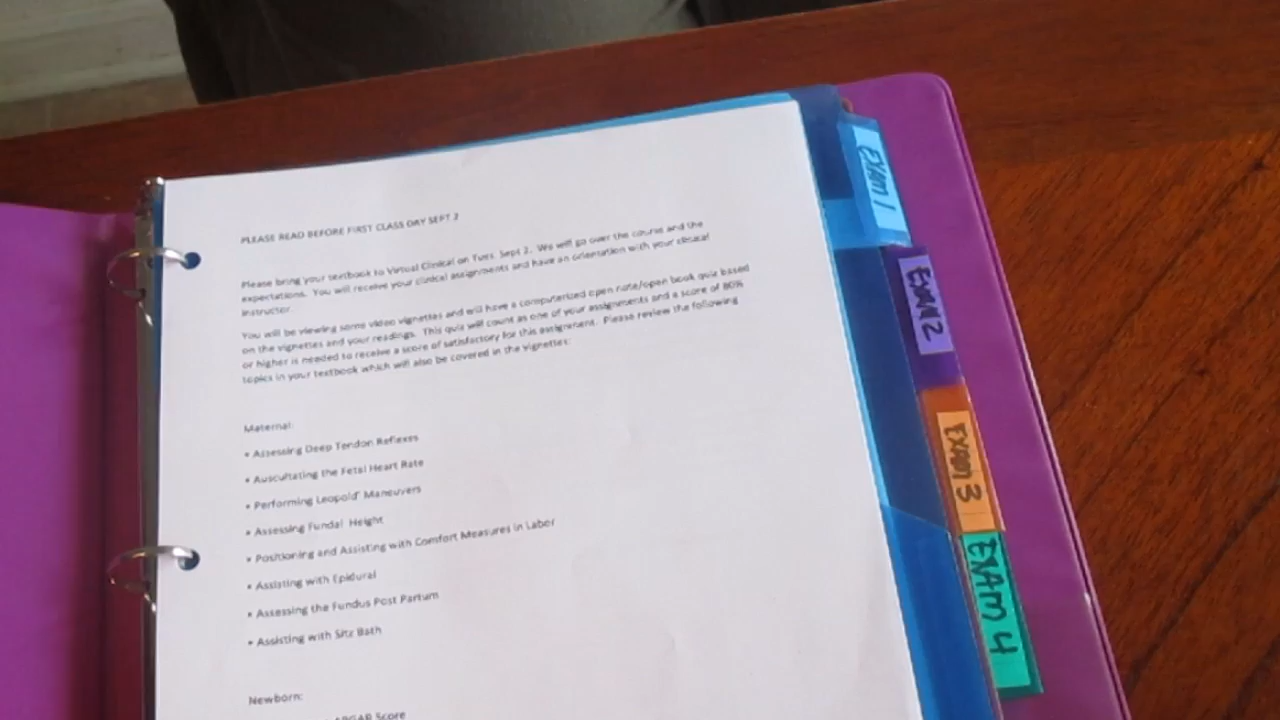 PLEASE READ BEFORE FIRST CLASS DAY SEPT 2
Please bring your textbook to Virtual Clinical on Tues. Sept 2. We will go over the course and the
expectations. You will receive your clinical assignments and have an orientation with your clinical
instructor.
You will be viewing some video vignettes and will have a computerized open note/open book quiz based
on the vignettes and your readings. This quiz will count as one of your assignments and a score of 80%
or higher is needed to receive a score of satisfactory for this assignment. Please review the following
topics in your textbook which will also be covered in the vignettes:
Maternal:
• Assessing Deep Tendon Reflexes
• Auscultating the Fetal Heart Rate
• Performing Leopold' Maneuvers
• Assessing Fundal Height
• Positioning and Assisting with Comfort Measures in Labor
• Assisting with Epidural
• Assessing the Fundus Post Partum
• Assisting with Sitz Bath
Newborn:
APGAR Score
EXAM 1
EXAM 2
EXAM 3
EXAM 4